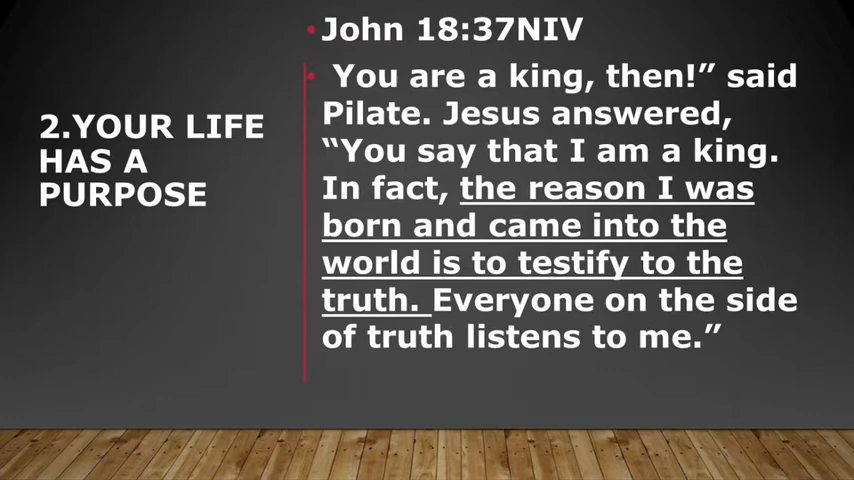 2.YOUR LIFE
HAS A
PURPOSE
John 18:37NIV
You are a king, then!” said
Pilate. Jesus answered,
“You say that I am a king.
In fact, the reason I was
born and came into the
world is to testify to the
truth. Everyone on the side
of truth listens to me.”